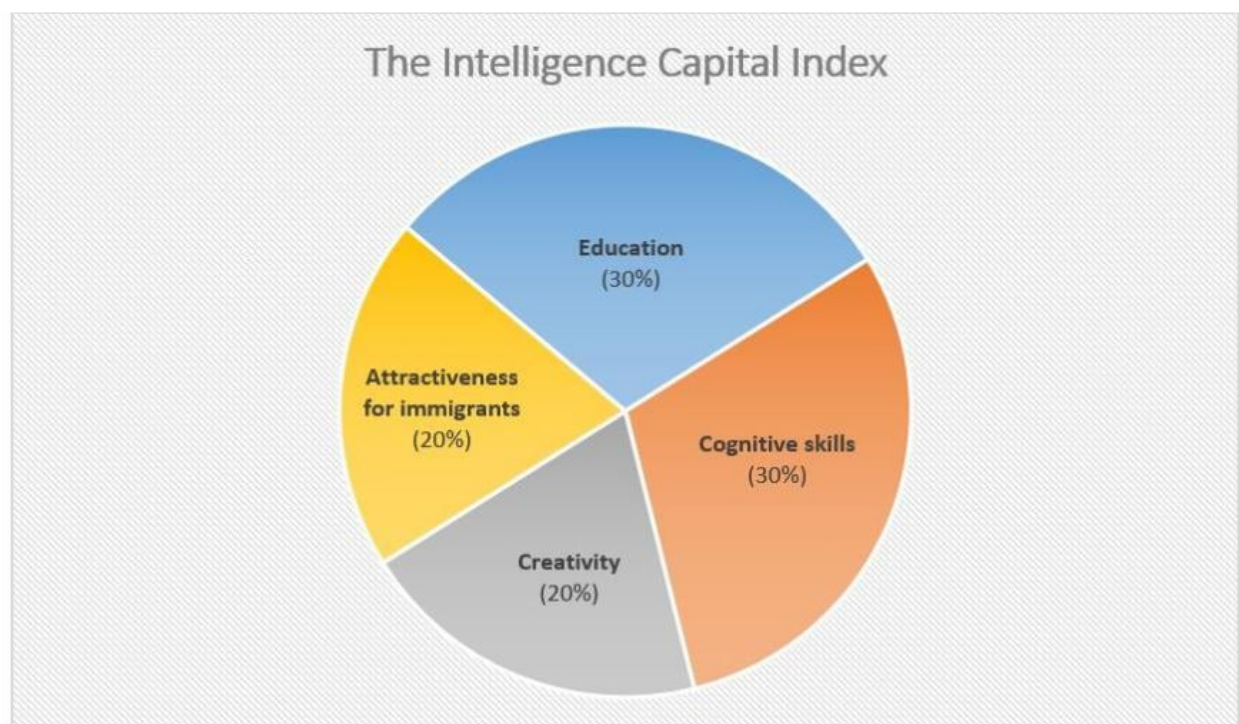 The Intelligence Capital Index
Education
(30%)
Attractiveness
for immigrants
(20%)
Cognitive skills
(30%)
Creativity
(20%)